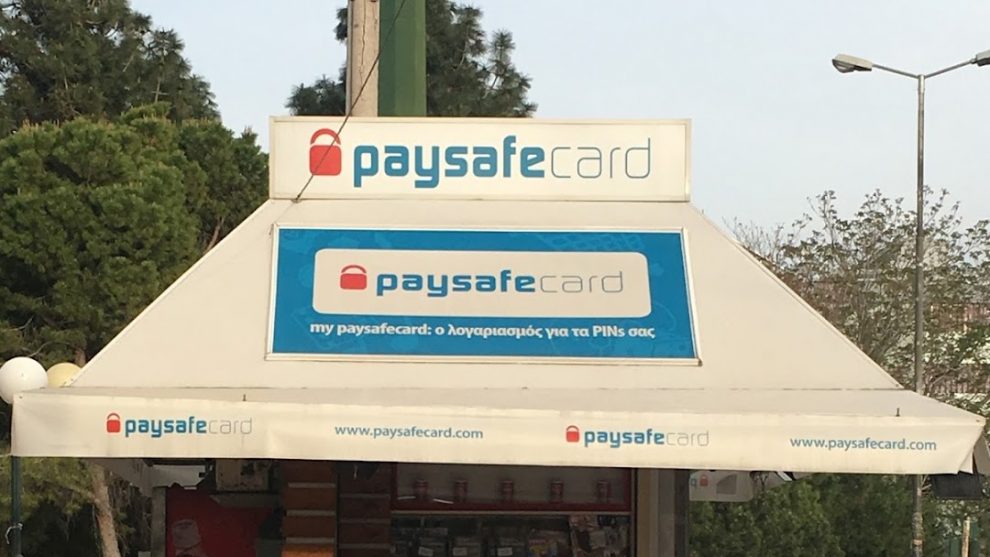 paysafecard
paysafecard
my paysafecard: ο λογαριασμός για τα PINs σας
paysafecard www.paysafecard.com paysafecard www.paysafecard.com